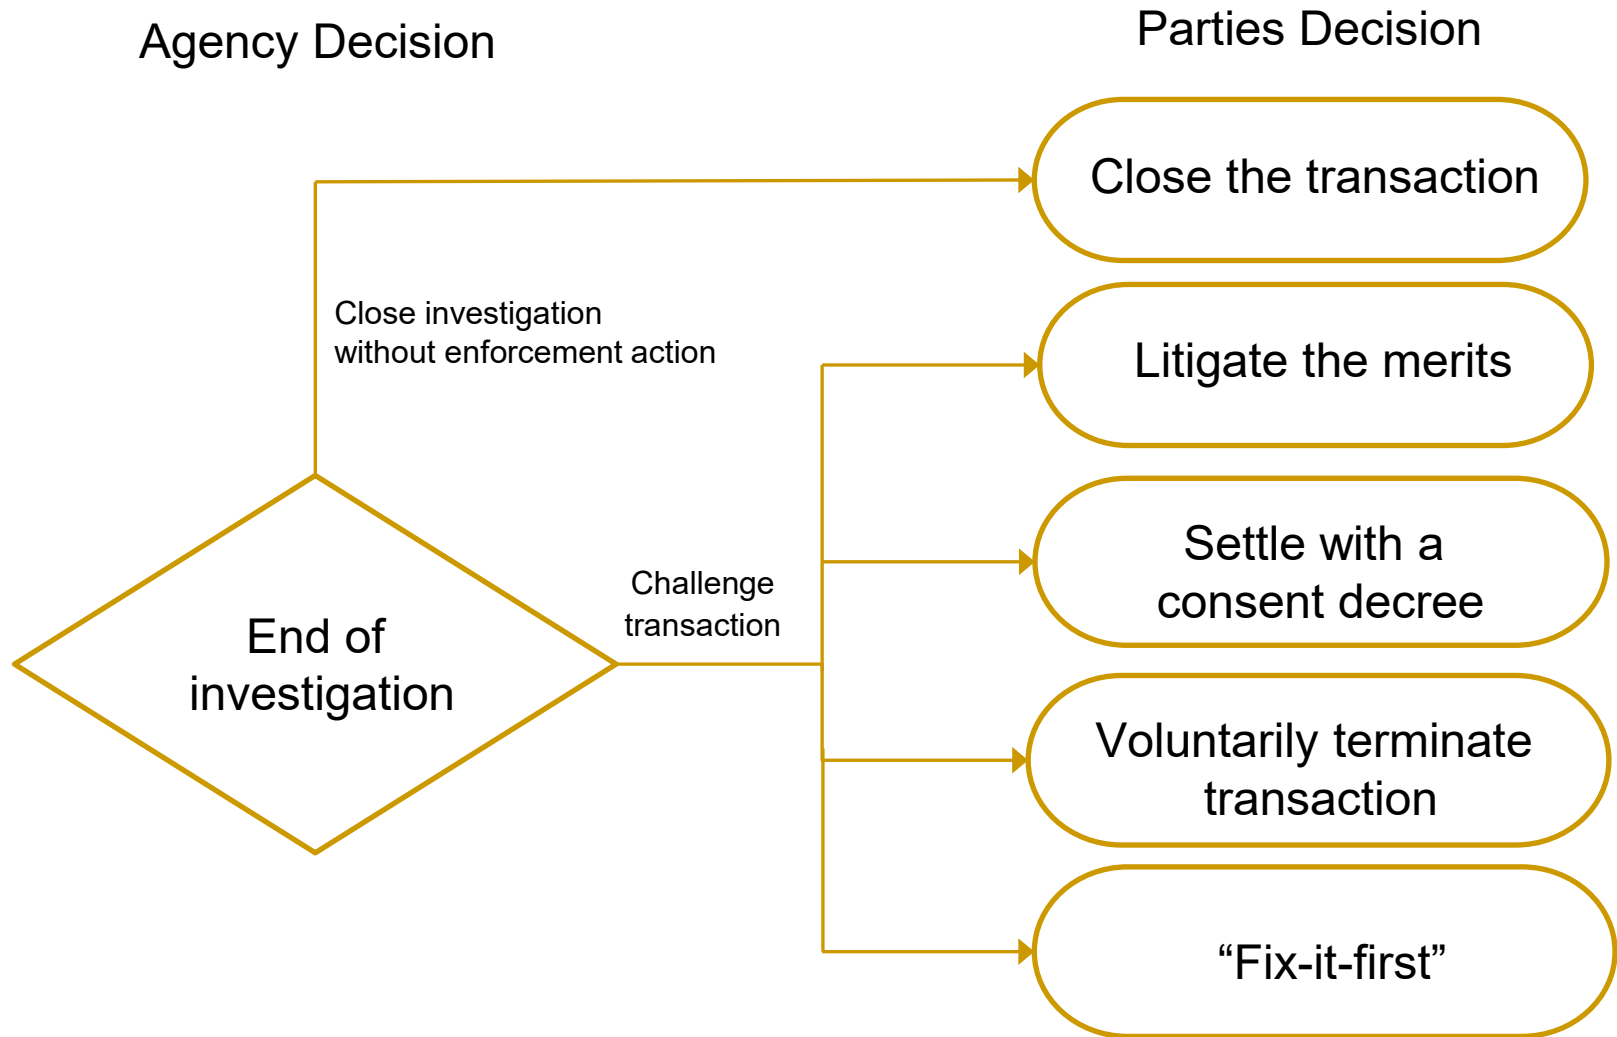 Agency Decision
Parties Decision
Close the transaction
Close investigation
without enforcement action
Litigate the merits
Challenge
transaction
Settle with a
consent decree
End of
investigation
Voluntarily terminate
transaction
“Fix-it-first”